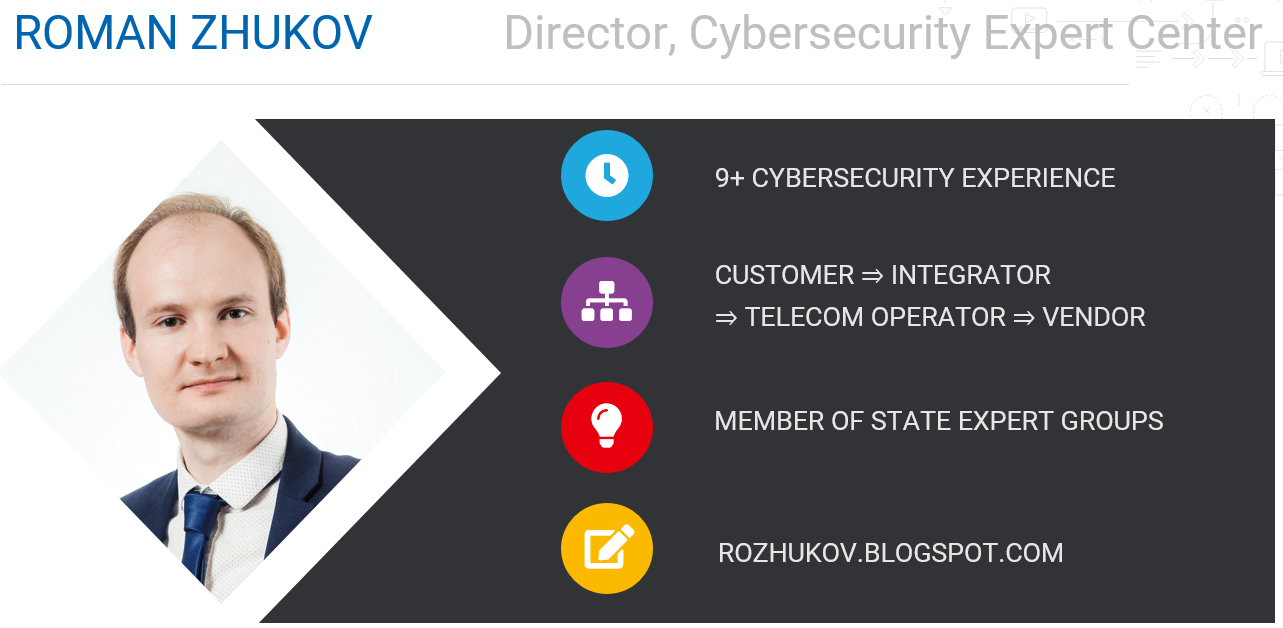 ROMAN ZHUKOV
Director, Cybersecurity Expert Center
9+ CYBERSECURITY EXPERIENCE
CUSTOMER ⇒ INTEGRATOR
⇒ TELECOM OPERATOR ⇒ VENDOR
MEMBER OF STATE EXPERT GROUPS
ROZHUKOV.BLOGSPOT.COM